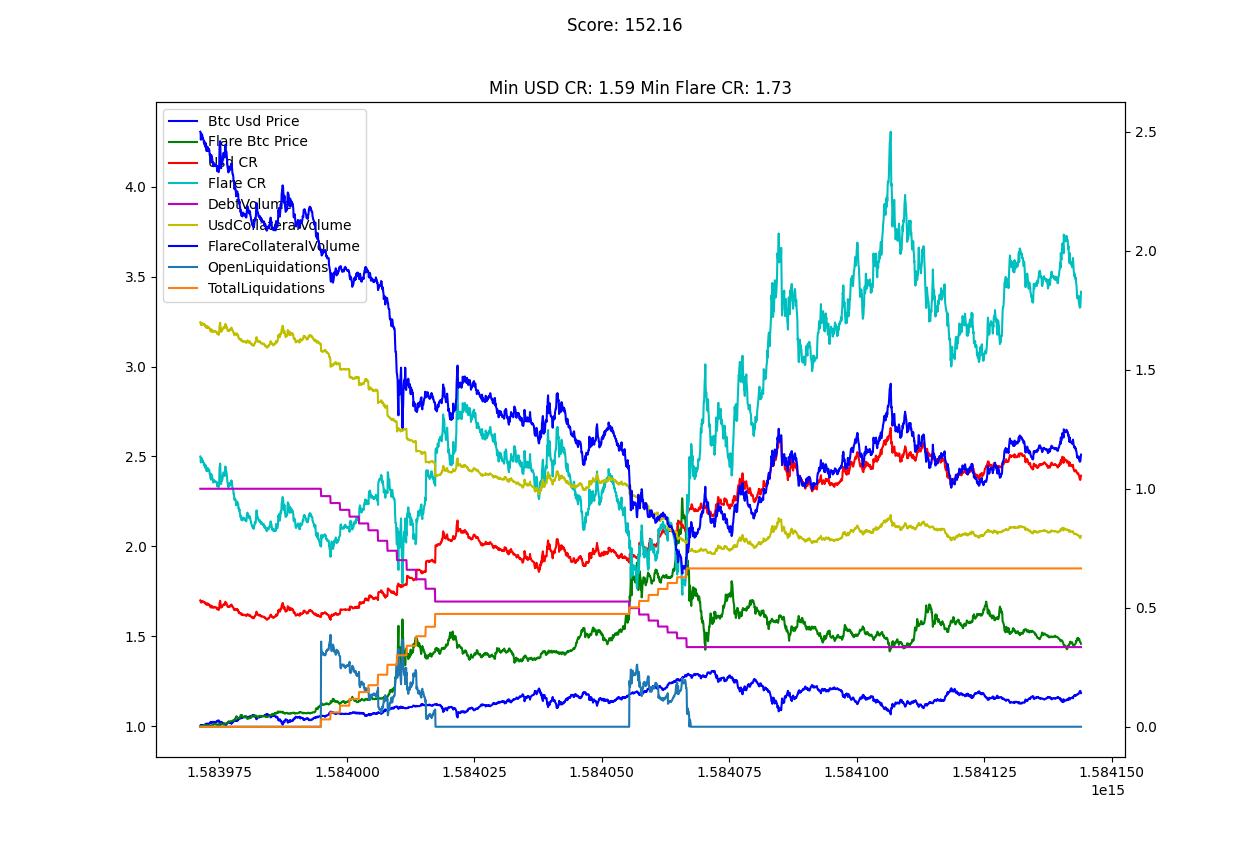 Score: 152.16
Min USD CR: 1.59 Min Flare CR: 1.73
Btc Usd Price
Flare Btc Price
Usd CR
Flare CR
DebtVolume
UsdCollateralVolume
FlareCollateralVolume
OpenLiquidations
TotalLiquidations
4.0
3.5
3.0
2.5
2.0
1.5
1.0
2.5
2.0
1.5
1.0
0.5
0.0
1.583975
1.584000
1.584025
1.584050
1.584075
1.584100
1.584125
1.584150
1e15